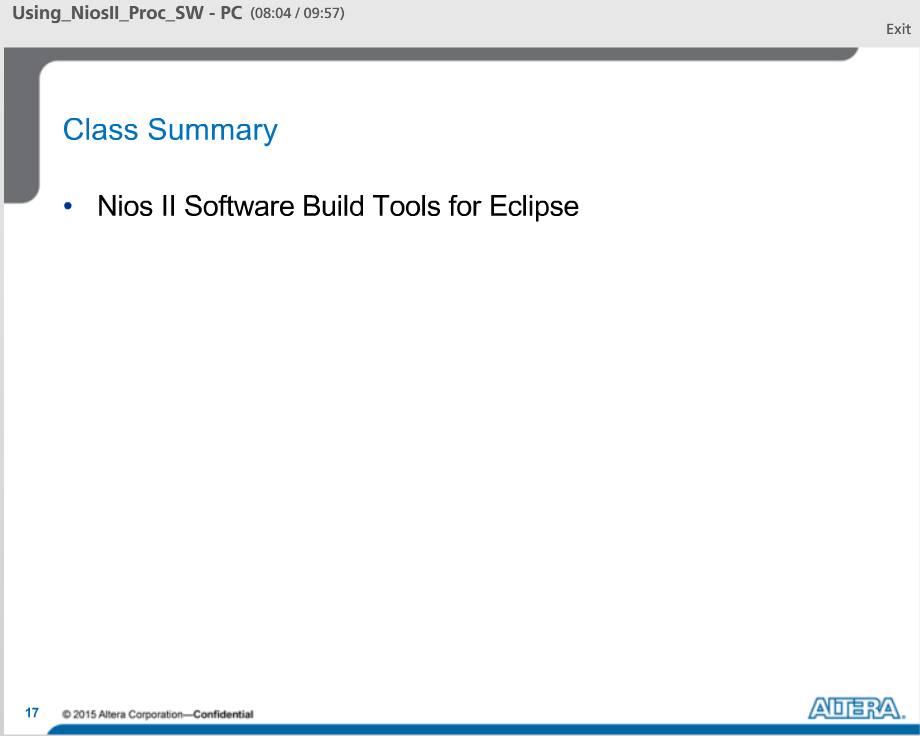 Using_NiosII_Proc_SW - PC (08:04 / 09:57)
Exit
Class Summary
• Nios II Software Build Tools for Eclipse
17 © 2015 Altera Corporation—Confidential
ALTERA.